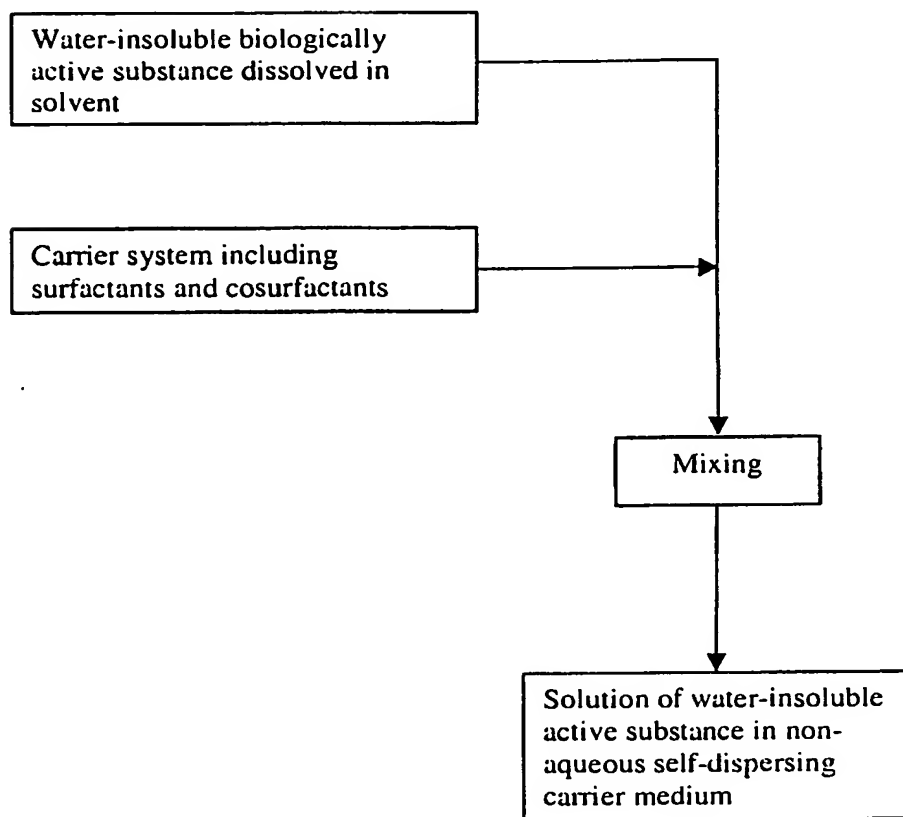 Water-insoluble biologically
active substance dissolved in
solvent
Carrier system including
surfactants and cosurfactants
Mixing
Solution of water-insoluble
active substance in non-
aqueous self-dispersing
carrier medium